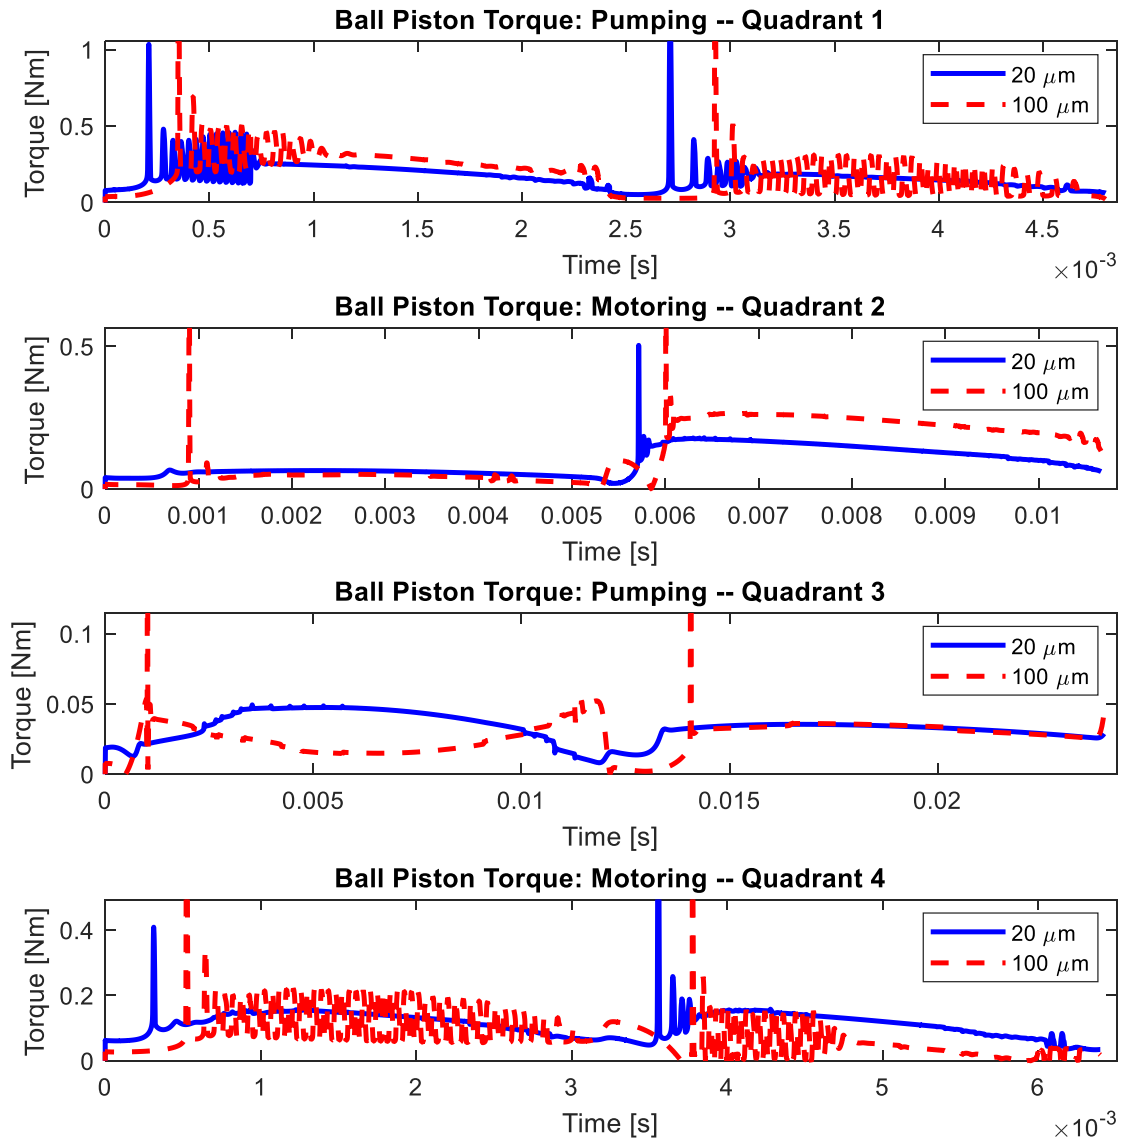 Ball Piston Torque: Pumping -- Quadrant 1
Torque [Nm]
1
0.5
0
20 μm
100 μm
0 0.5 1 1.5 2 2.5 3 3.5 4 4.5
Time [s]
×10-3
Ball Piston Torque: Motoring -- Quadrant 2
Torque [Nm]
0.5
0
20 μm
100 μm
0 0.001 0.002 0.003 0.004 0.005 0.006 0.007 0.008 0.009 0.01
Time [s]
Ball Piston Torque: Pumping -- Quadrant 3
Torque [Nm]
0.1
0.05
0
20 μm
100 μm
0 0.005 0.01 0.015 0.02
Time [s]
Ball Piston Torque: Motoring -- Quadrant 4
Torque [Nm]
0.4
0.2
0
20 μm
100 μm
0 1 2 3 4 5 6
Time [s]
×10-3